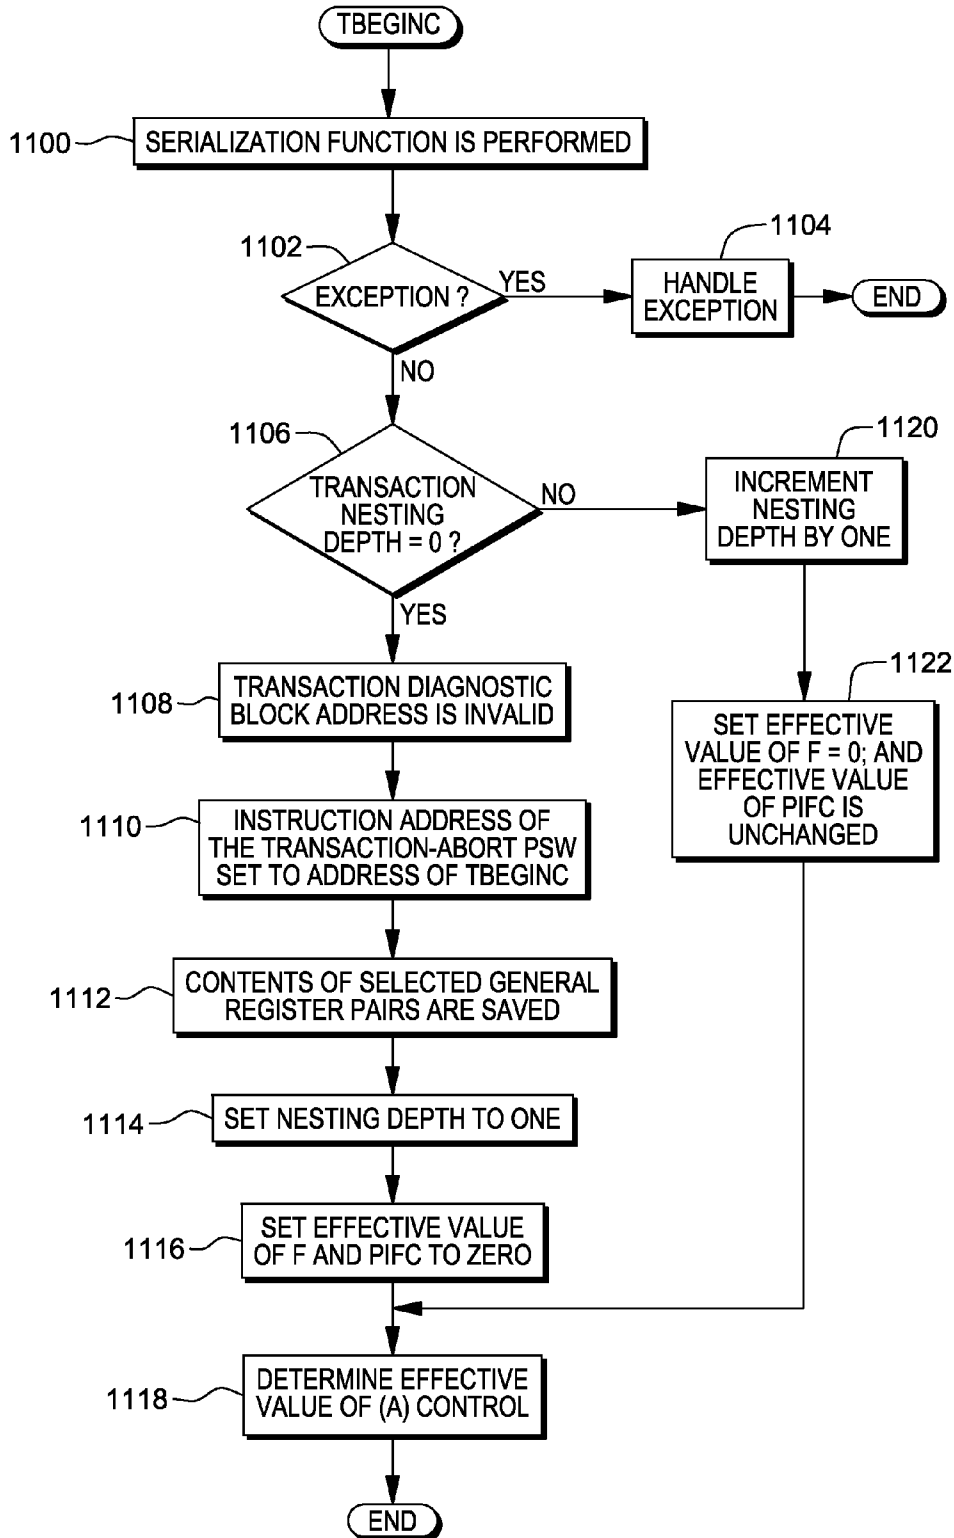 TBEGINC
1100
SERIALIZATION FUNCTION IS PERFORMED
1102
EXCEPTION ?
YES
1104
HANDLE
EXCEPTION
END
NO
1106
TRANSACTION
NESTING
DEPTH = 0 ?
NO
1120
INCREMENT
NESTING
DEPTH BY ONE
YES
1108
TRANSACTION DIAGNOSTIC
BLOCK ADDRESS IS INVALID
1122
SET EFFECTIVE
VALUE OF F = 0; AND
EFFECTIVE VALUE
OF PIFC IS
UNCHANGED
1110
INSTRUCTION ADDRESS OF
THE TRANSACTION-ABORT PSW
SET TO ADDRESS OF TBEGINC
1112
CONTENTS OF SELECTED GENERAL
REGISTER PAIRS ARE SAVED
1114
SET NESTING DEPTH TO ONE
1116
SET EFFECTIVE VALUE
OF F AND PIFC TO ZERO
1118
DETERMINE EFFECTIVE
VALUE OF (A) CONTROL
END